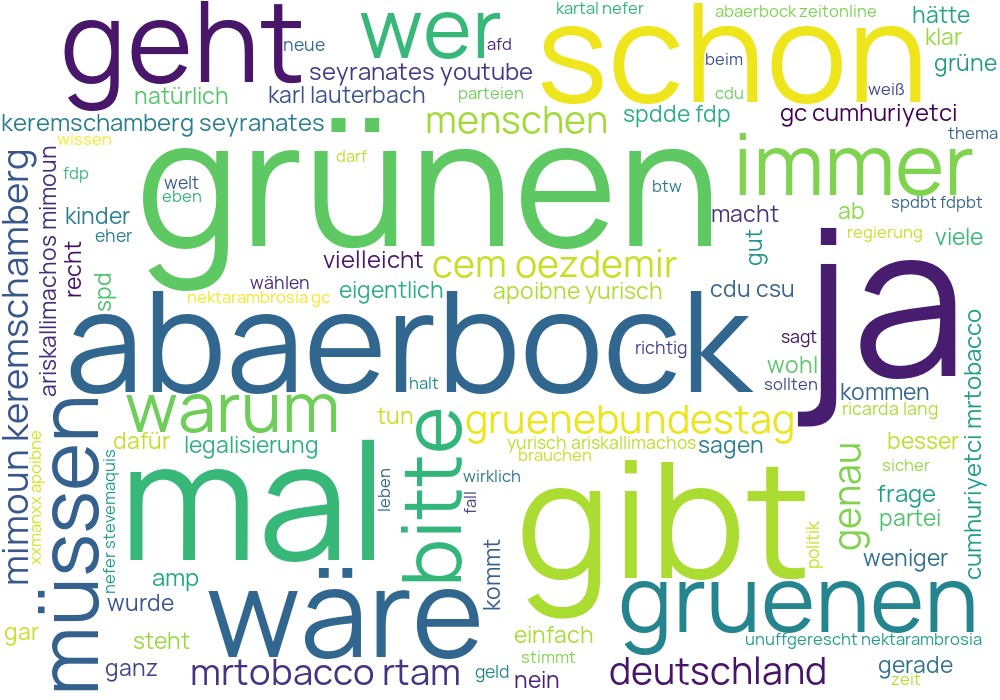 kartal nefer
abaerbock zeitonline
geht
neue
wer
afd
schon
hätte
klar
beim
grüne
seyranates youtube
natürlich
karl lauterbach
parteien
cdu
weiß
keremschamberg seyranates
menschen
spdde fdp
gc cumhuriyetci
thema
wissen
grünen
darf
immer
fdp
welt
eben
btw
spdbt fdpbt
kinder
eher
macht
ab
regierung
viele
gut
recht
spd
vielleicht
cem oezdemir
wählen
nektarambrosia gc
eigentlich
apoibne yurisch
cdu csu
ja
abaerbock
richtig
sagt
wohl
sollten
halt
kommen
ricarda lang
mimoun keremschamberg
ariskallimachos mimoun
warum
tun
gruenebundestag
dafür
legalisierung
yurisch ariskallimachos
sagen
brauchen
besser
müssen
xxmanxx apoibne
nefer stevemaquis
mal
leben
bitte
wirklich
fall
gibt
politik
genau
sicher
frage
partei
weniger
cumhuriyetci mrtobacco
amp
wurde
wäre
kommt
gruenen
gar
steht
einfach
unuffgerescht nektarambrosia
stimmt
ganz
mrtobacco rtam
geld
nein
deutschland
gerade
zeit